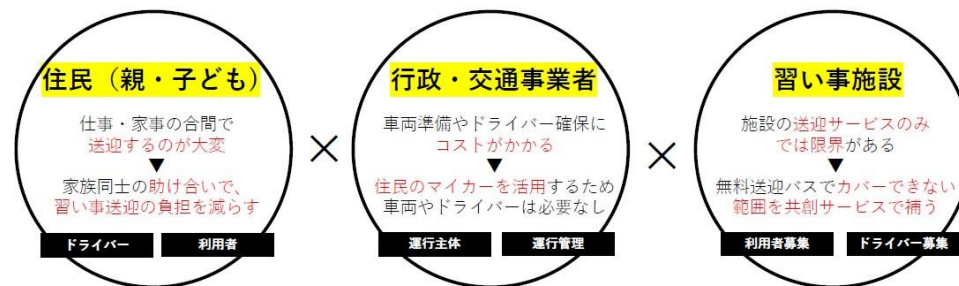 住民（親・子ども）
仕事・家事の合間で
送迎するのが大変
▼
家族同士の助け合いで、
習い事送迎の負担を減らす
ドライバー
利用者
×
行政・交通事業者
車両準備やドライバー確保に
コストがかかる
▼
住民のマイカーを活用するため
車両やドライバーは必要なし
運行主体
運行管理
×
習い事施設
施設の送迎サービスのみ
では限界がある
▼
無料送迎バスでカバーできない
範囲を共創サービスで補う
利用者募集
ドライバー募集